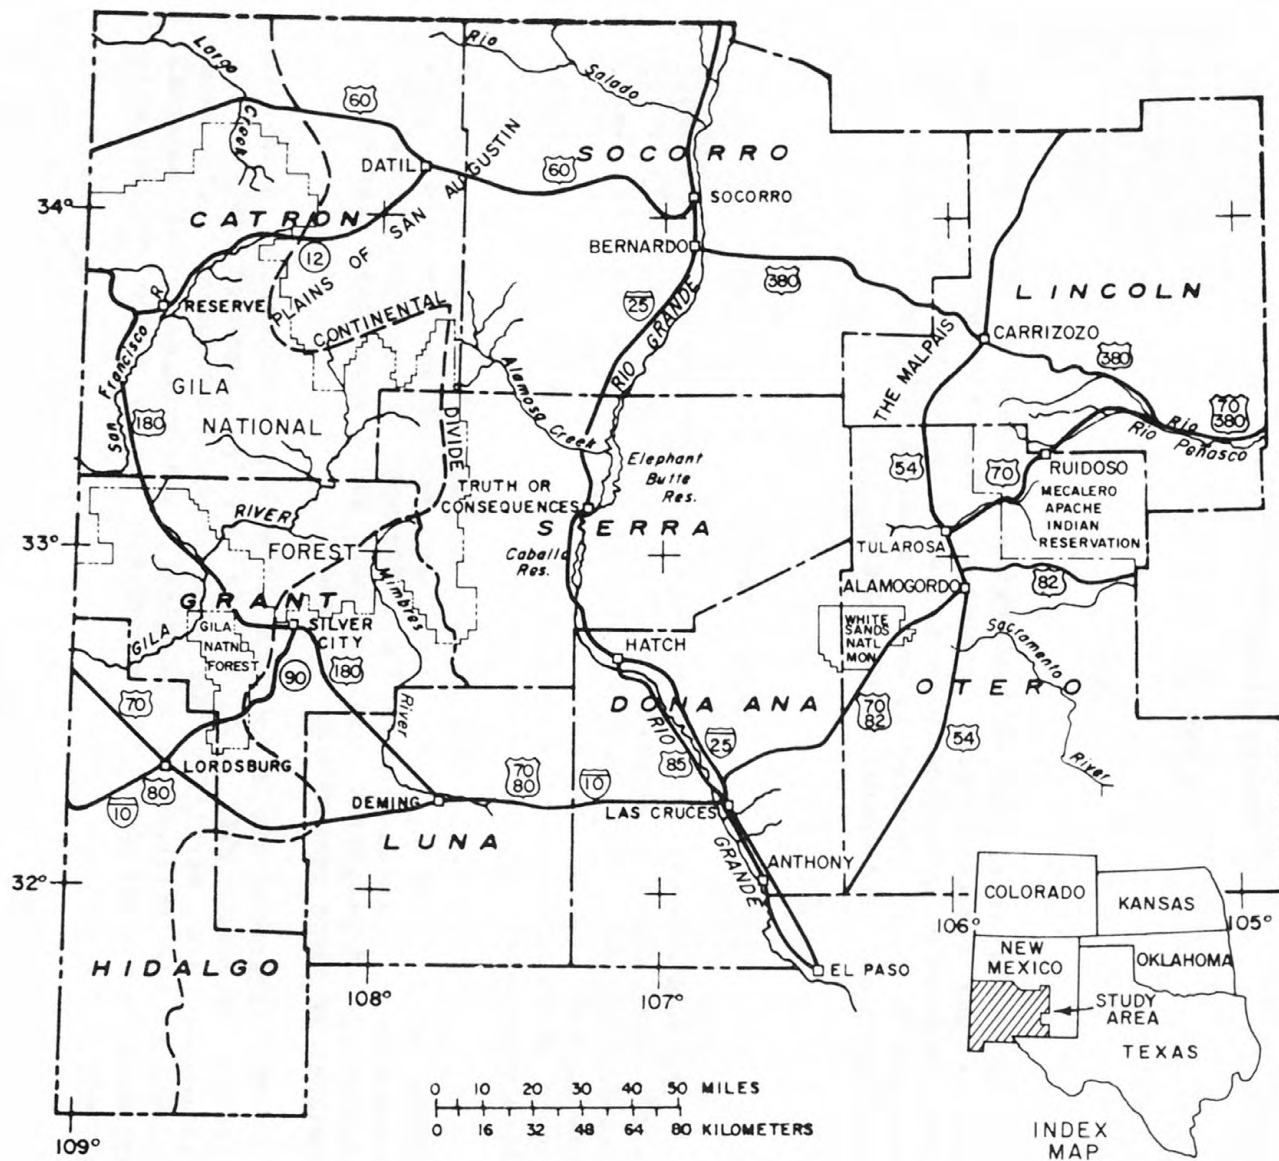 Largo
Creek
Rio
Salado
60
DATIL
PLAINS OF SAN AUGUSTIN
60
SOCORRO
SOCORRO
34°
CATRON
BERNARDO
12
380
RESERVE
R
25
RIO GRANDE
LINCOLN
CONTINENTAL
DIVIDE
CARRIZOZO
San Francisco
THE MALPAIS
380
GILA
Alamosa Creek
180
NATIONAL
70
380
Rio
Rio Peñasco
54
70
RUIDOSO
Elephant
Butte
Res.
TRUTH OR
CONSEQUENCES
MECALERO
APACHE
INDIAN
RESERVATION
RIVER
SIERRA
33°
FOREST
TULAROSA
Caballo
Res.
ALAMOGORDO
82
Mimbres
GRANT
SILVER
CITY
GILA
NATN
FOREST
GILA
WHITE
SANDS
NATL
MON.
HATCH
Sacramento
90
180
70
DONA ANA
OTERO
River
RIO
70
82
25
54
River
LORDSBURG
85
80
70
80
10
DEMING
LAS CRUCES
10
LUNA
ANTHONY
GRANDE
32°
COLORADO
KANSAS
106°
105°
HIDALGO
EL PASO
NEW
MEXICO
OKLAHOMA
108°
107°
STUDY
AREA
TEXAS
0 10 20 30 40 50 MILES
0 16 32 48 64 80 KILOMETERS
INDEX
MAP
109°